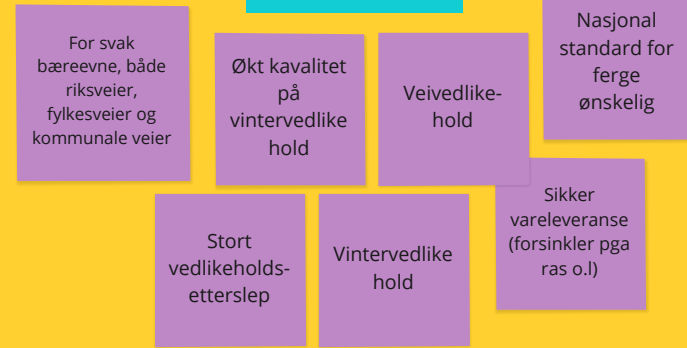 For svak
bæreevne, både
riksveier,
fylkesveier og
kommunale veier
Økt kavalitet
på
vintervedlike
hold
Veivedlike-
hold
Nasjonal
standard for
ferge
ønskelig
Stort
vedlikeholds-
etterslep
Vintervedlike
hold
Sikker
vareleveranse
(forsinkler pga
ras o.l)